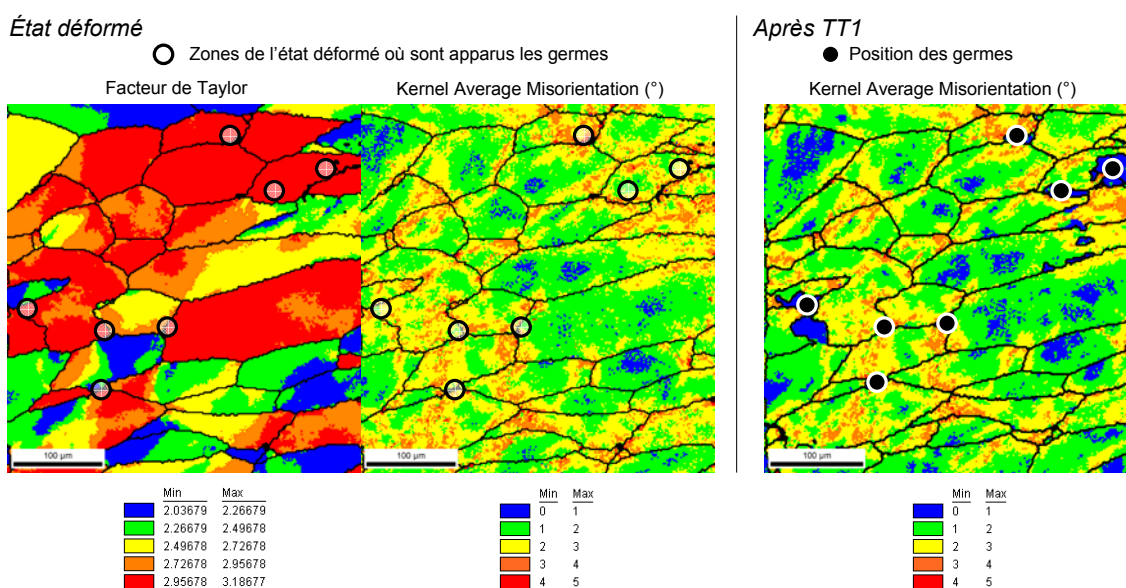 État déformé
Zones de l'état déformé où sont apparus les germes
Facteur de Taylor
Kernel Average Misorientation (°)
Après TT1
Position des germes
Kernel Average Misorientation (°)
100 µm
100 µm
100 µm
Min Max
2.03679 2.26679
2.26679 2.49678
2.49678 2.72678
2.72678 2.95678
2.95678 3.18677
Min Max
0 1
1 2
2 3
3 4
4 5
Min Max
0 1
1 2
2 3
3 4
4 5